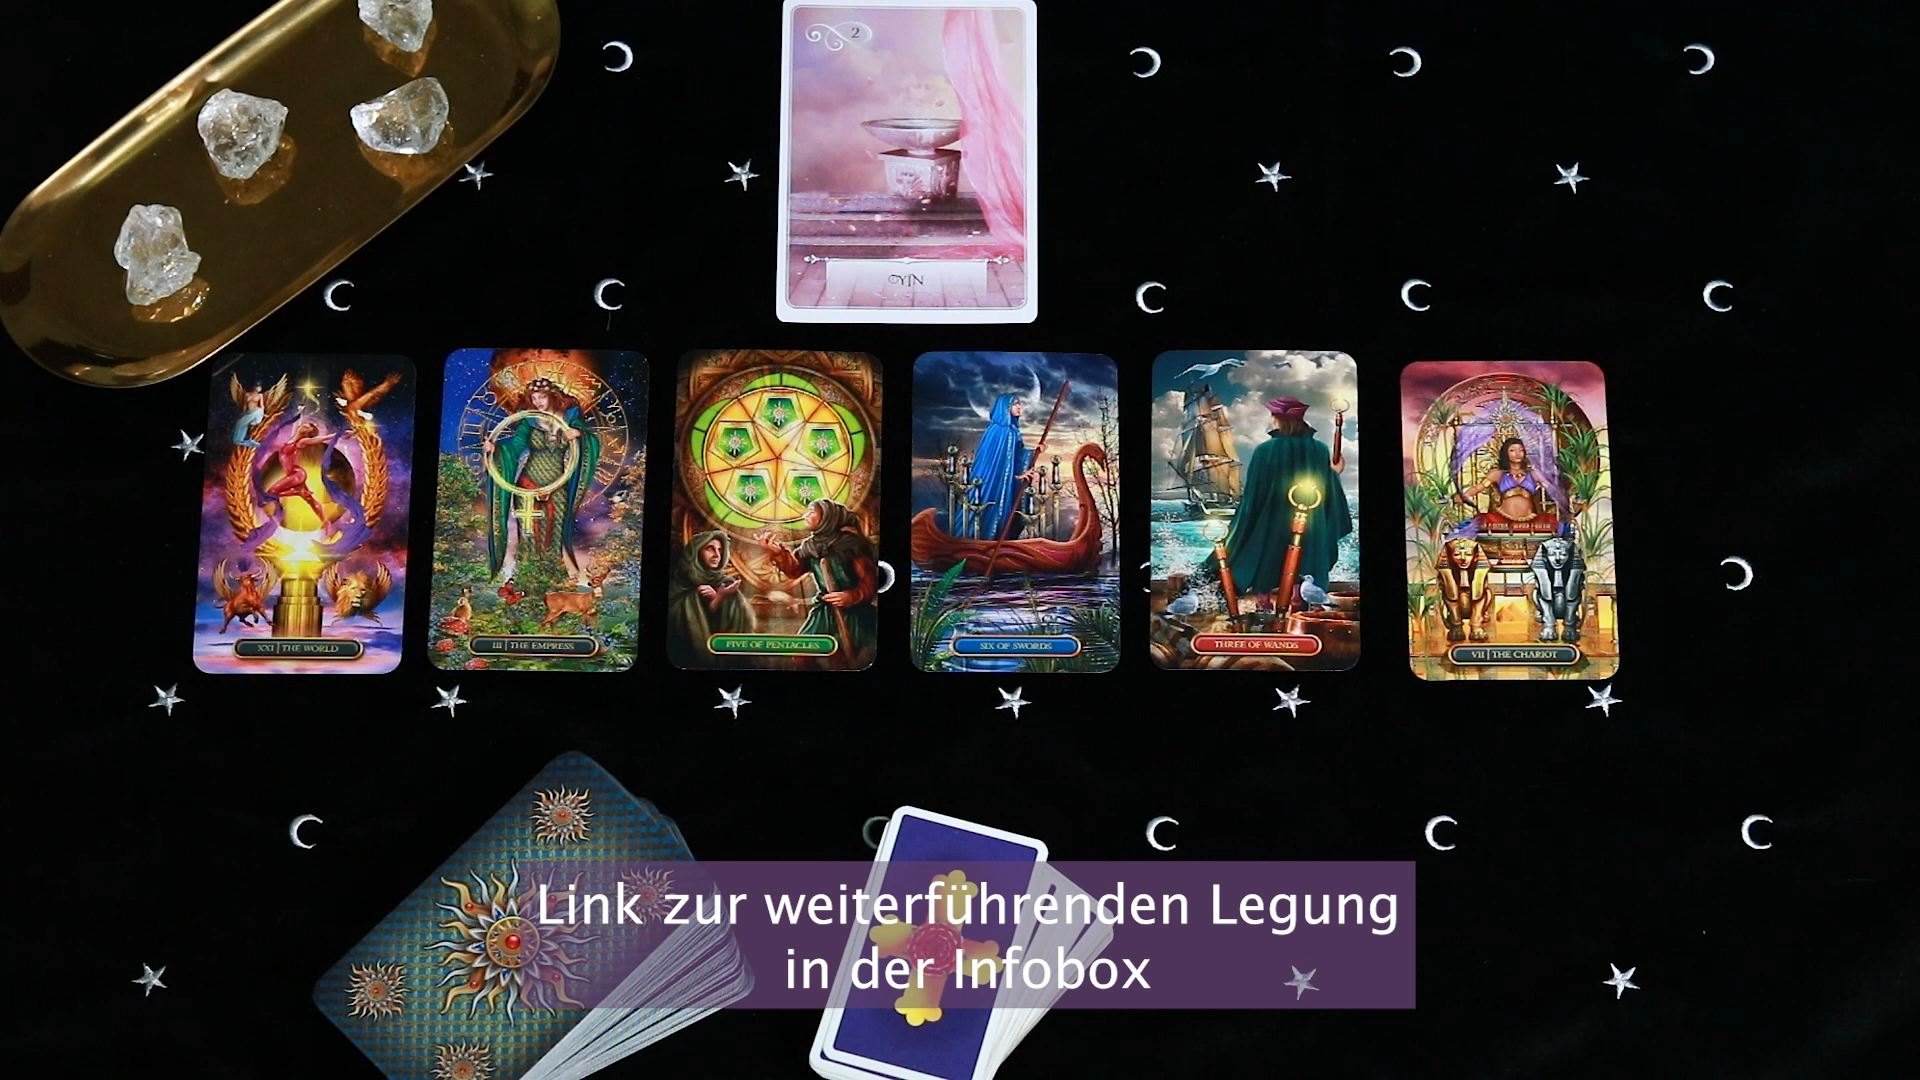 2
YIN
XXI | THE WORLD
III | THE EMPRESS
FIVE OF PENTACLES
SIX OF SWORDS
THREE OF WANDS
VII | THE CHARIOT
Link zur weiterführenden Legung
in der Infobox